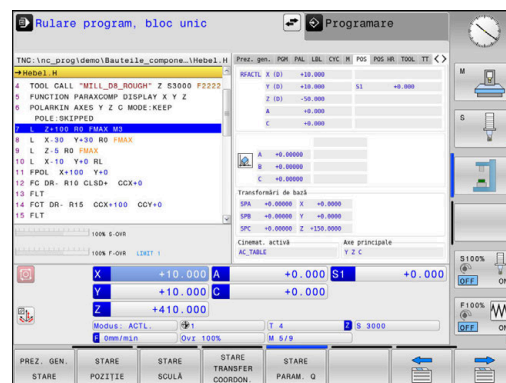 Rulare program, bloc unic
Programare
TNC:\nc_prog\demo\Bauteile_compone…\Hebel.H
→Hebel.H
4 TOOL CALL "MILL_D8_ROUGH" Z S3000 F2222
5 FUNCTION PARAXCOMP DISPLAY X Y Z
6 POLARKIN AXES Y Z C MODE:KEEP
POLE:SKIPPED
7 L Z+100 R0 FMAX M3
8 L X-30 Y+30 R0 FMAX
9 L Z-5 R0 FMAX
10 L X-10 Y+0 RL
11 FPOL X+100 Y+0
12 FC DR- R10 CLSD+ CCX+0
13 FLT
14 FCT DR- R15 CCX+100 CCY+0
15 FLT
100% S-OVR
100% F-OVR LIMIT 1
Prez. gen. PGM PAL LBL CYC M POS POS HR TOOL TT
RFACTL X (D) +10.000
Y (D) +10.000 S1 +0.000
Z (D) -50.000
A +0.000
C +0.000
A +0.00000
B +0.00000
C +0.00000
Transformări de bază
SPA +0.00000 X +0.0000
SPB +0.00000 Y +0.0000
SPC +0.00000 Z +150.0000
Cinemat. activă Axe principale
AC_TABLE Y Z C
X +10.000 A +0.000 S1 +0.000
Y +10.000 C +0.000
Z +410.000
Modus: ACTL. 1 T 4 Z S 3000
F 0mm/min Ovr 100% M 5/9
M
S
S100%
OFF
F100%
OFF
PREZ. GEN.
STARE
STARE
POZIŢIE
STARE
SCULĂ
STARE
TRANSFER
COORDON.
STARE
PARAM. Q